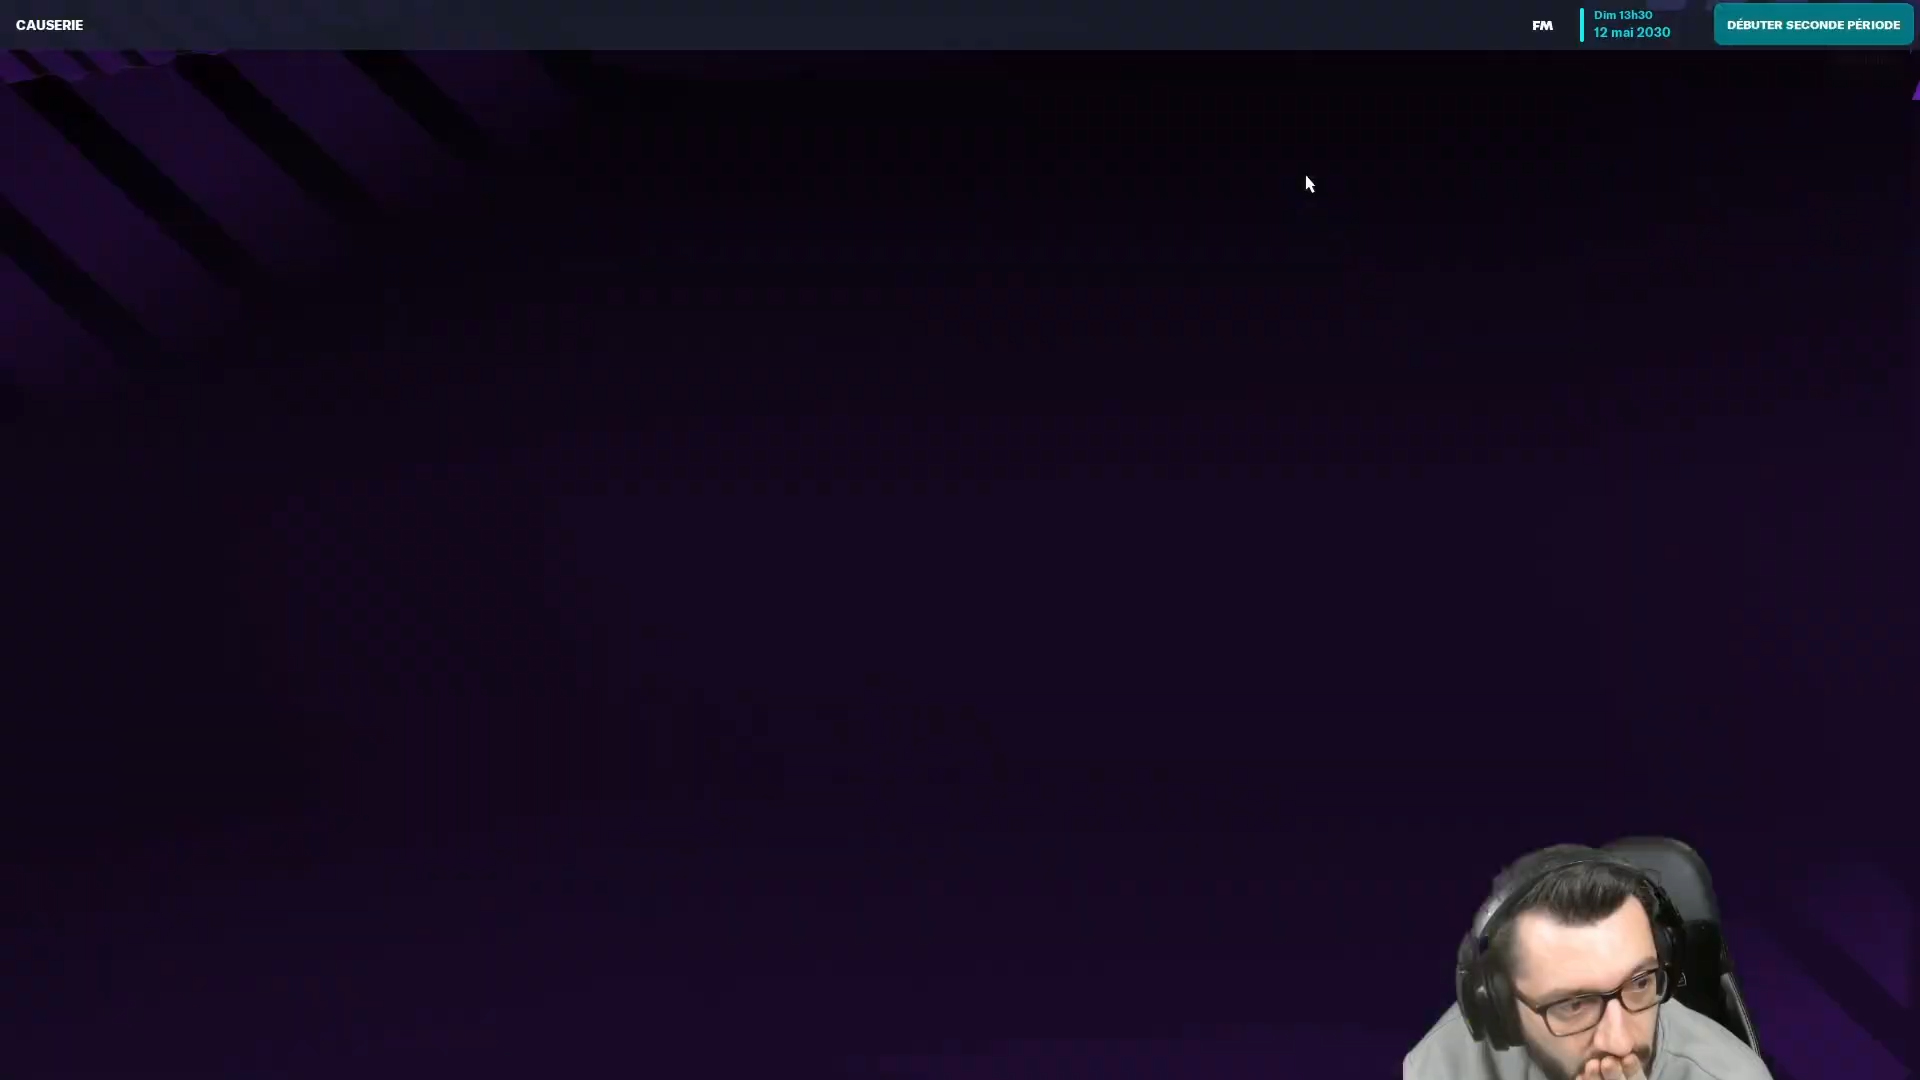 CAUSERIE
FM
Dim 13h30
12 mai 2030
DÉBUTER SECONDE PÉRIODE